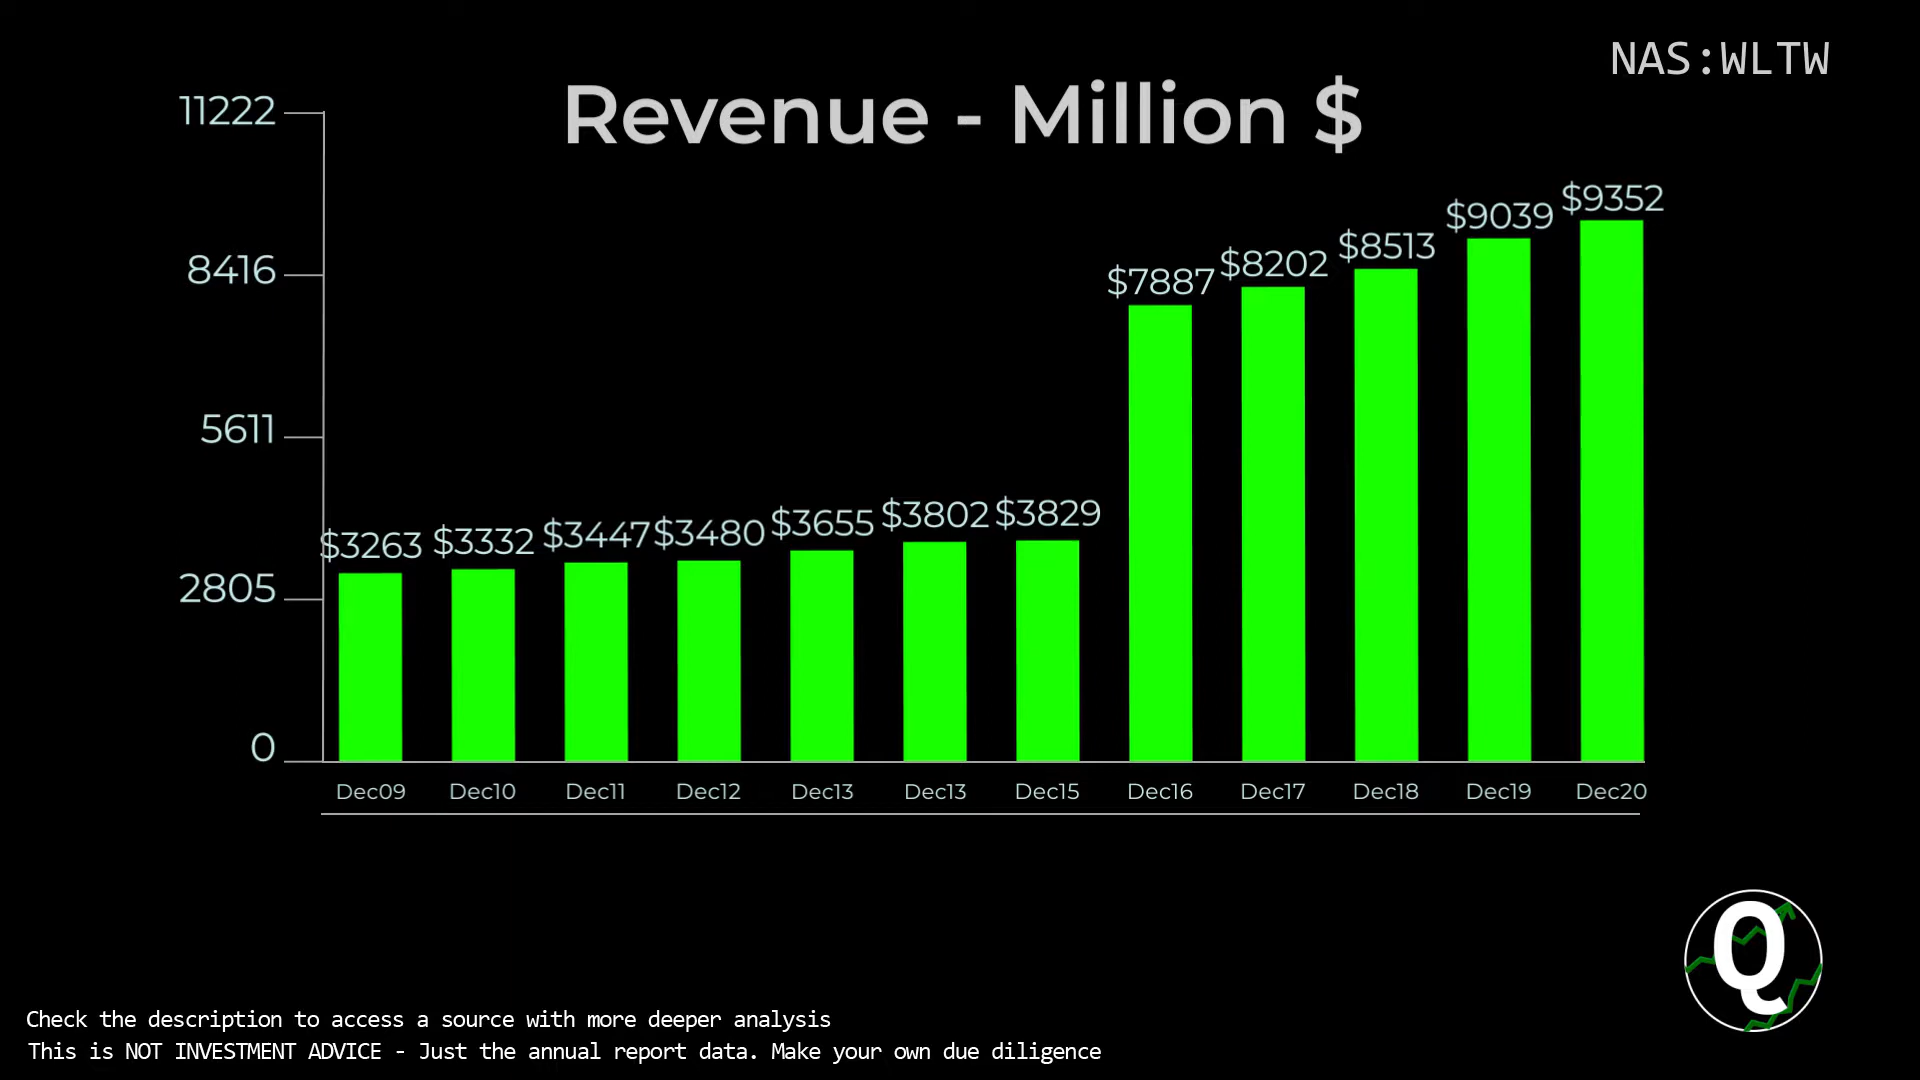 NAS:WLTW
Revenue - Million $
11222
8416
5611
2805
0
$3263 $3332 $3447 $3480 $3655 $3802 $3829 $7887 $8202 $8513 $9039 $9352
Dec09 Dec10 Dec11 Dec12 Dec13 Dec13 Dec15 Dec16 Dec17 Dec18 Dec19 Dec20
Q
Check the description to access a source with more deeper analysis
This is NOT INVESTMENT ADVICE - Just the annual report data. Make your own due diligence